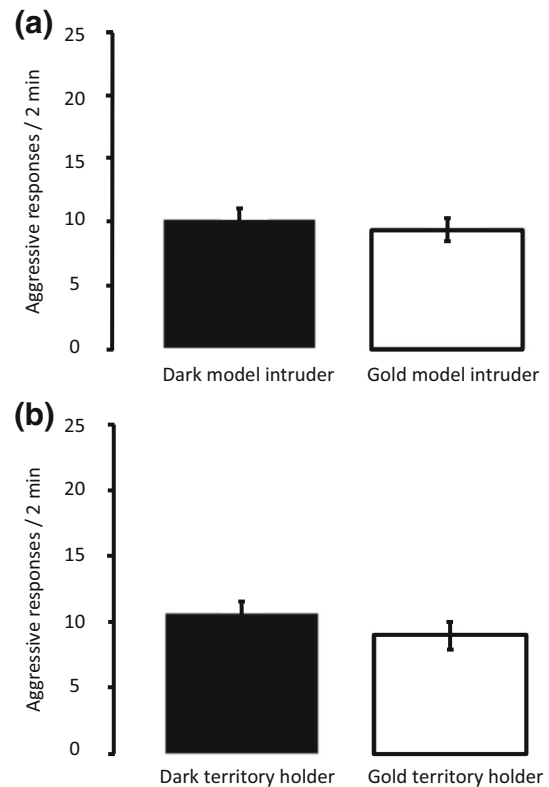 (a)
25
20
15
10
5
0
Aggressive responses / 2 min
Dark model intruder Gold model intruder
(b)
25
20
15
10
5
0
Aggressive responses / 2 min
Dark territory holder Gold territory holder